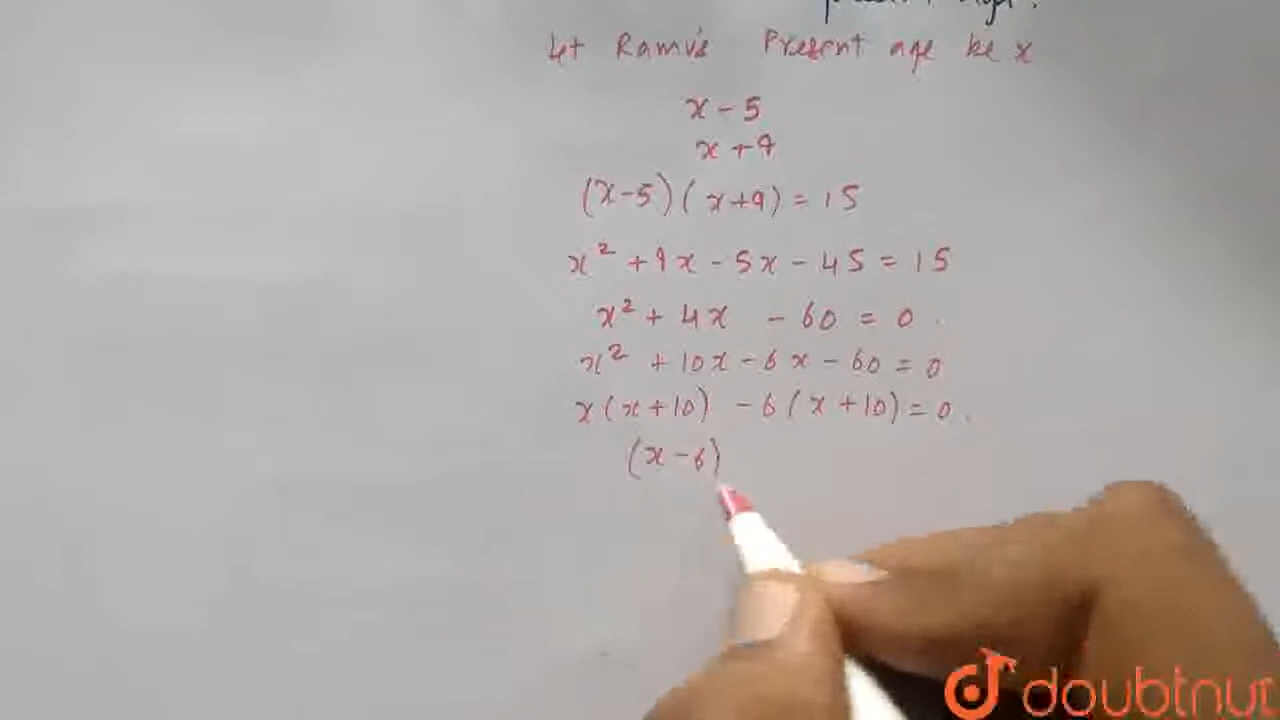 Let Ramu's Present age be x
x - 5
x + 9
(x-5)(x+9) = 15
x² + 9x - 5x - 45 = 15
x² + 4x - 60 = 0
x² + 10x - 6x - 60 = 0
x(x+10) - 6(x+10) = 0.
(x-6)
doubtnut